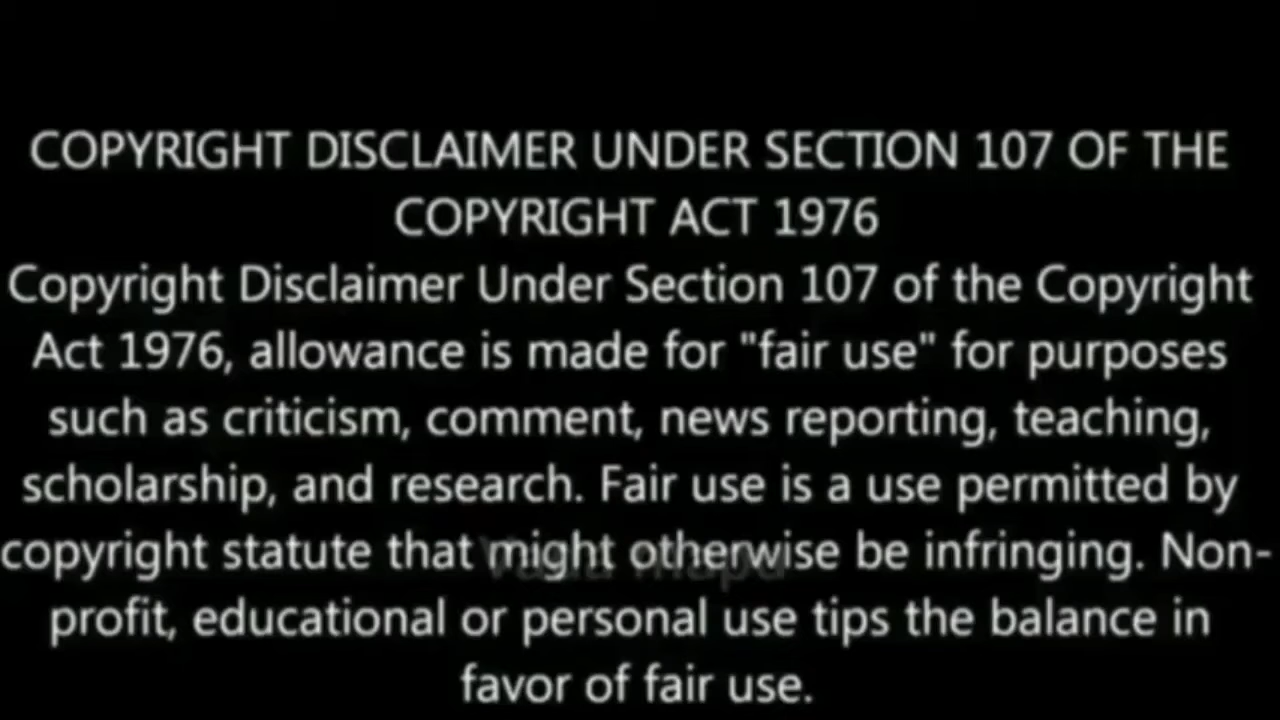 COPYRIGHT DISCLAIMER UNDER SECTION 107 OF THE
COPYRIGHT ACT 1976
Copyright Disclaimer Under Section 107 of the Copyright
Act 1976, allowance is made for "fair use" for purposes
such as criticism, comment, news reporting, teaching,
scholarship, and research. Fair use is a use permitted by
copyright statute that might otherwise be infringing. Non-
profit, educational or personal use tips the balance in
favor of fair use.